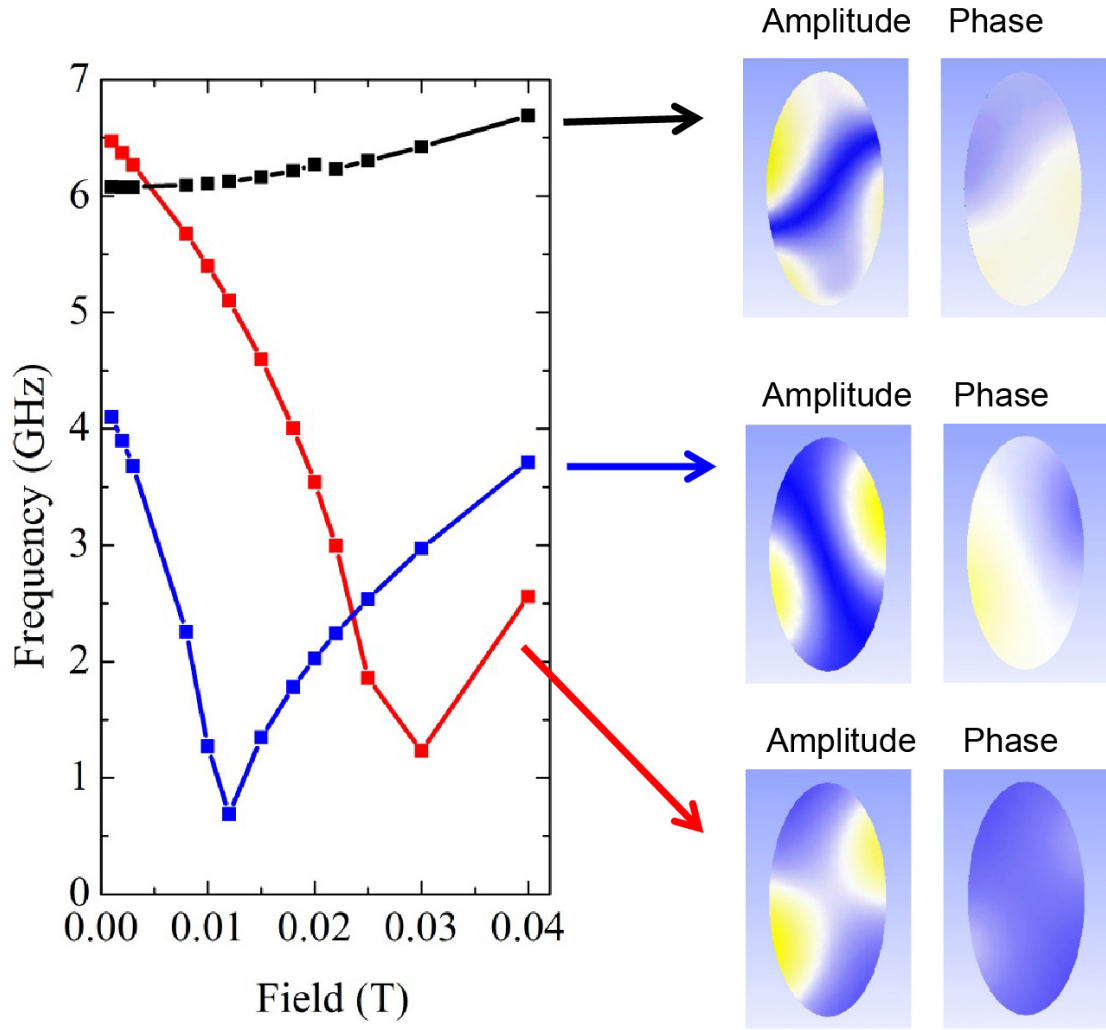 Amplitude Phase
7
6
5
4
3
2
1
0
Frequency (GHz)
0.00 0.01 0.02 0.03 0.04
Field (T)
Amplitude Phase
Amplitude Phase